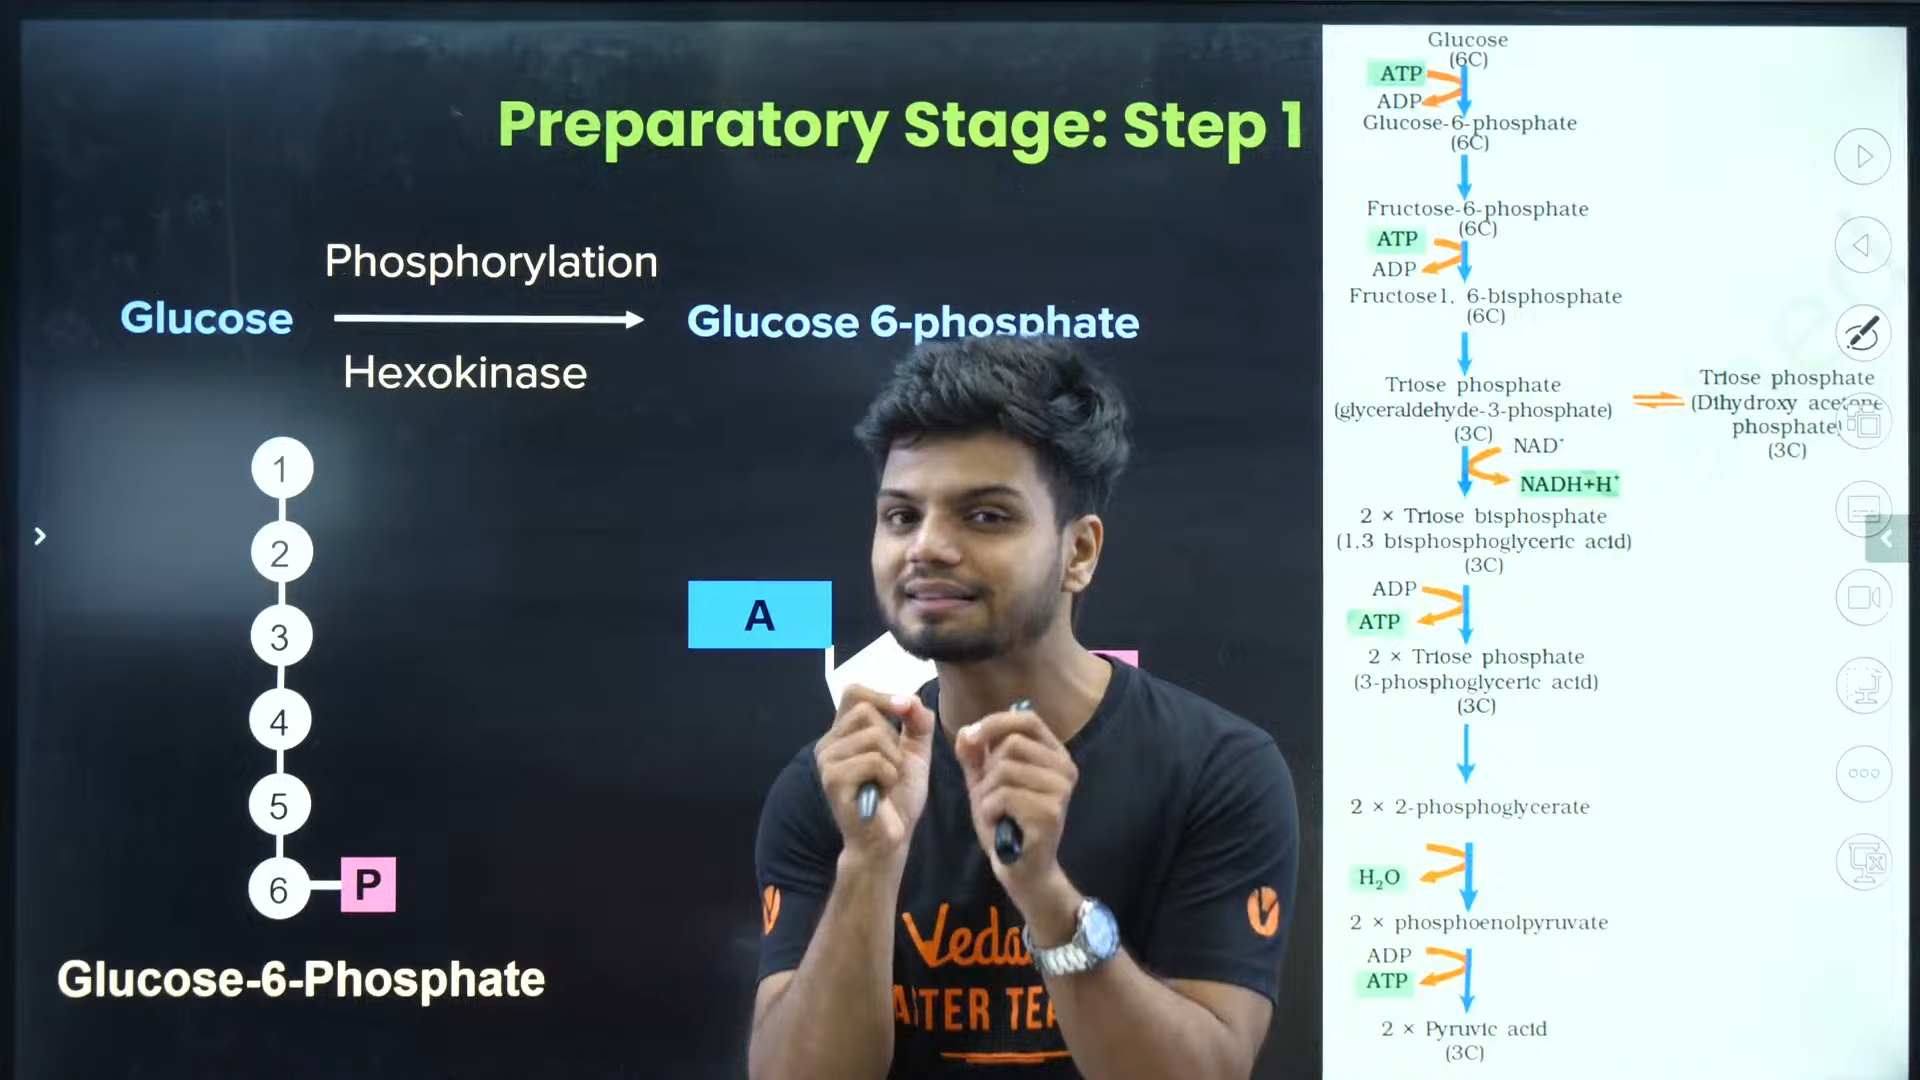 Preparatory Stage: Step 1
Phosphorylation
Glucose
Glucose 6-phosphate
Hexokinase
1
2
3
4
5
6
P
Glucose-6-Phosphate
A
Glucose
(6C)
ATP
ADP
Glucose-6-phosphate
(6C)
Fructose-6-phosphate
(6C)
ATP
ADP
Fructose1, 6-bisphosphate
(6C)
Triose phosphate
(glyceraldehyde-3-phosphate)
(3C)
Triose phosphate
(Dihydroxy acetone
phosphate)
(3C)
NAD⁺
NADH+H⁺
2 × Triose bisphosphate
(1,3 bisphosphoglyceric acid)
(3C)
ADP
ATP
2 × Triose phosphate
(3-phosphoglyceric acid)
(3C)
2 × 2-phosphoglycerate
H₂O
2 × phosphoenolpyruvate
ADP
ATP
2 × Pyruvic acid
(3C)